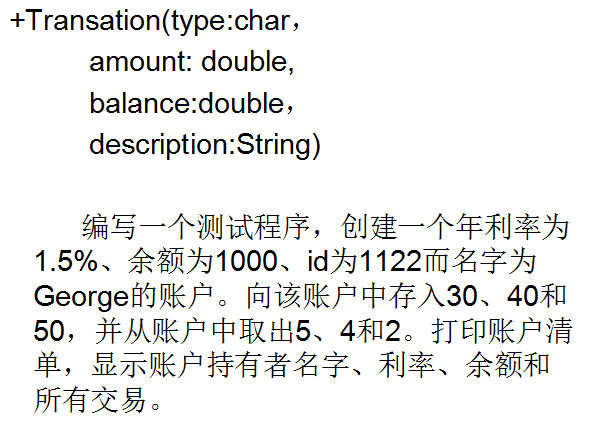 +Transation(type:char，
amount: double,
balance:double，
description:String)
编写一个测试程序，创建一个年利率为
1.5%、余额为1000、id为1122而名字为
George的账户。向该账户中存入30、40和
50，并从账户中取出5、4和2。打印账户清
单，显示账户持有者名字、利率、余额和
所有交易。